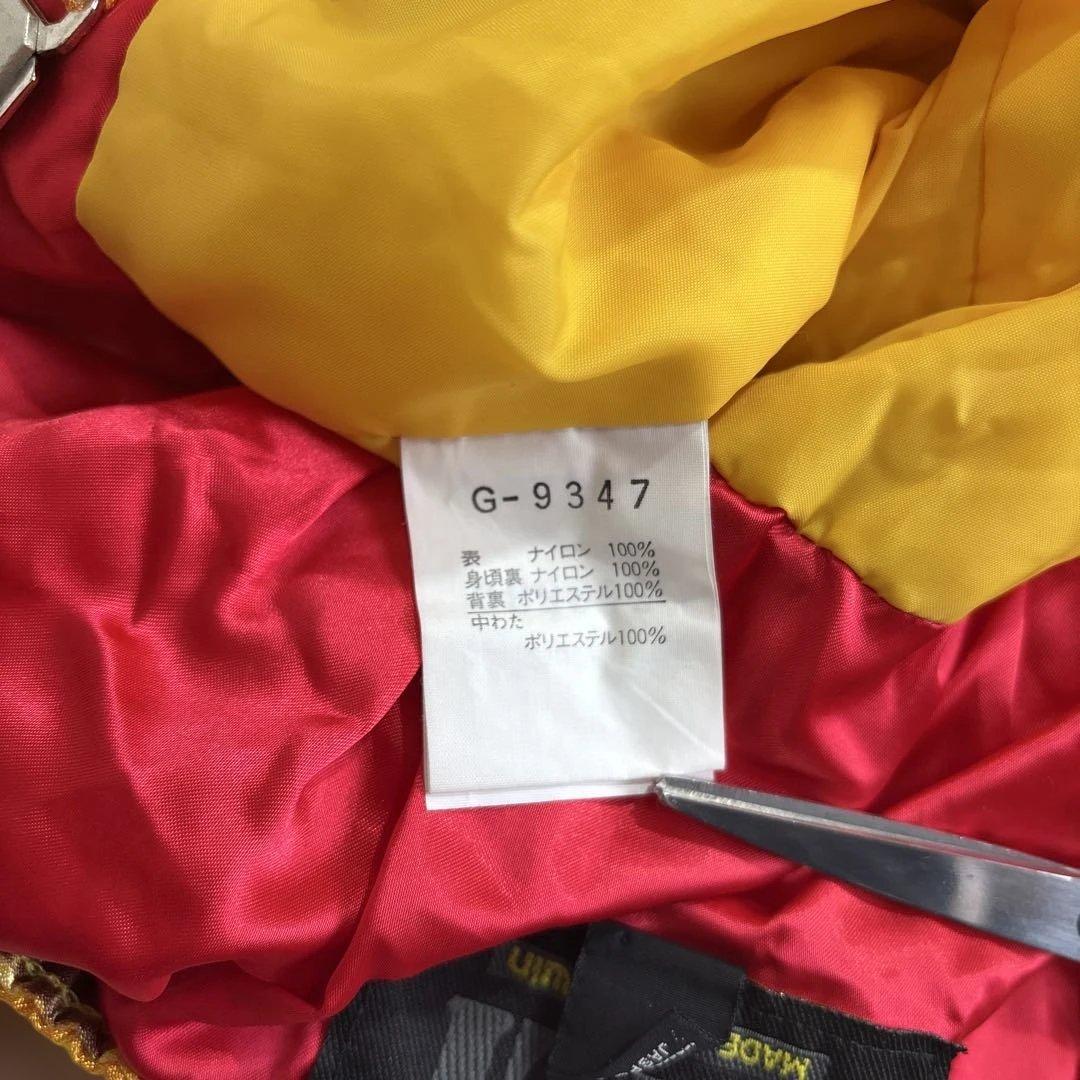 G-9347
表 ナイロン 100%
身頃裏 ナイロン 100%
背裏 ポリエステル100%
中わた
ポリエステル100%
MADE